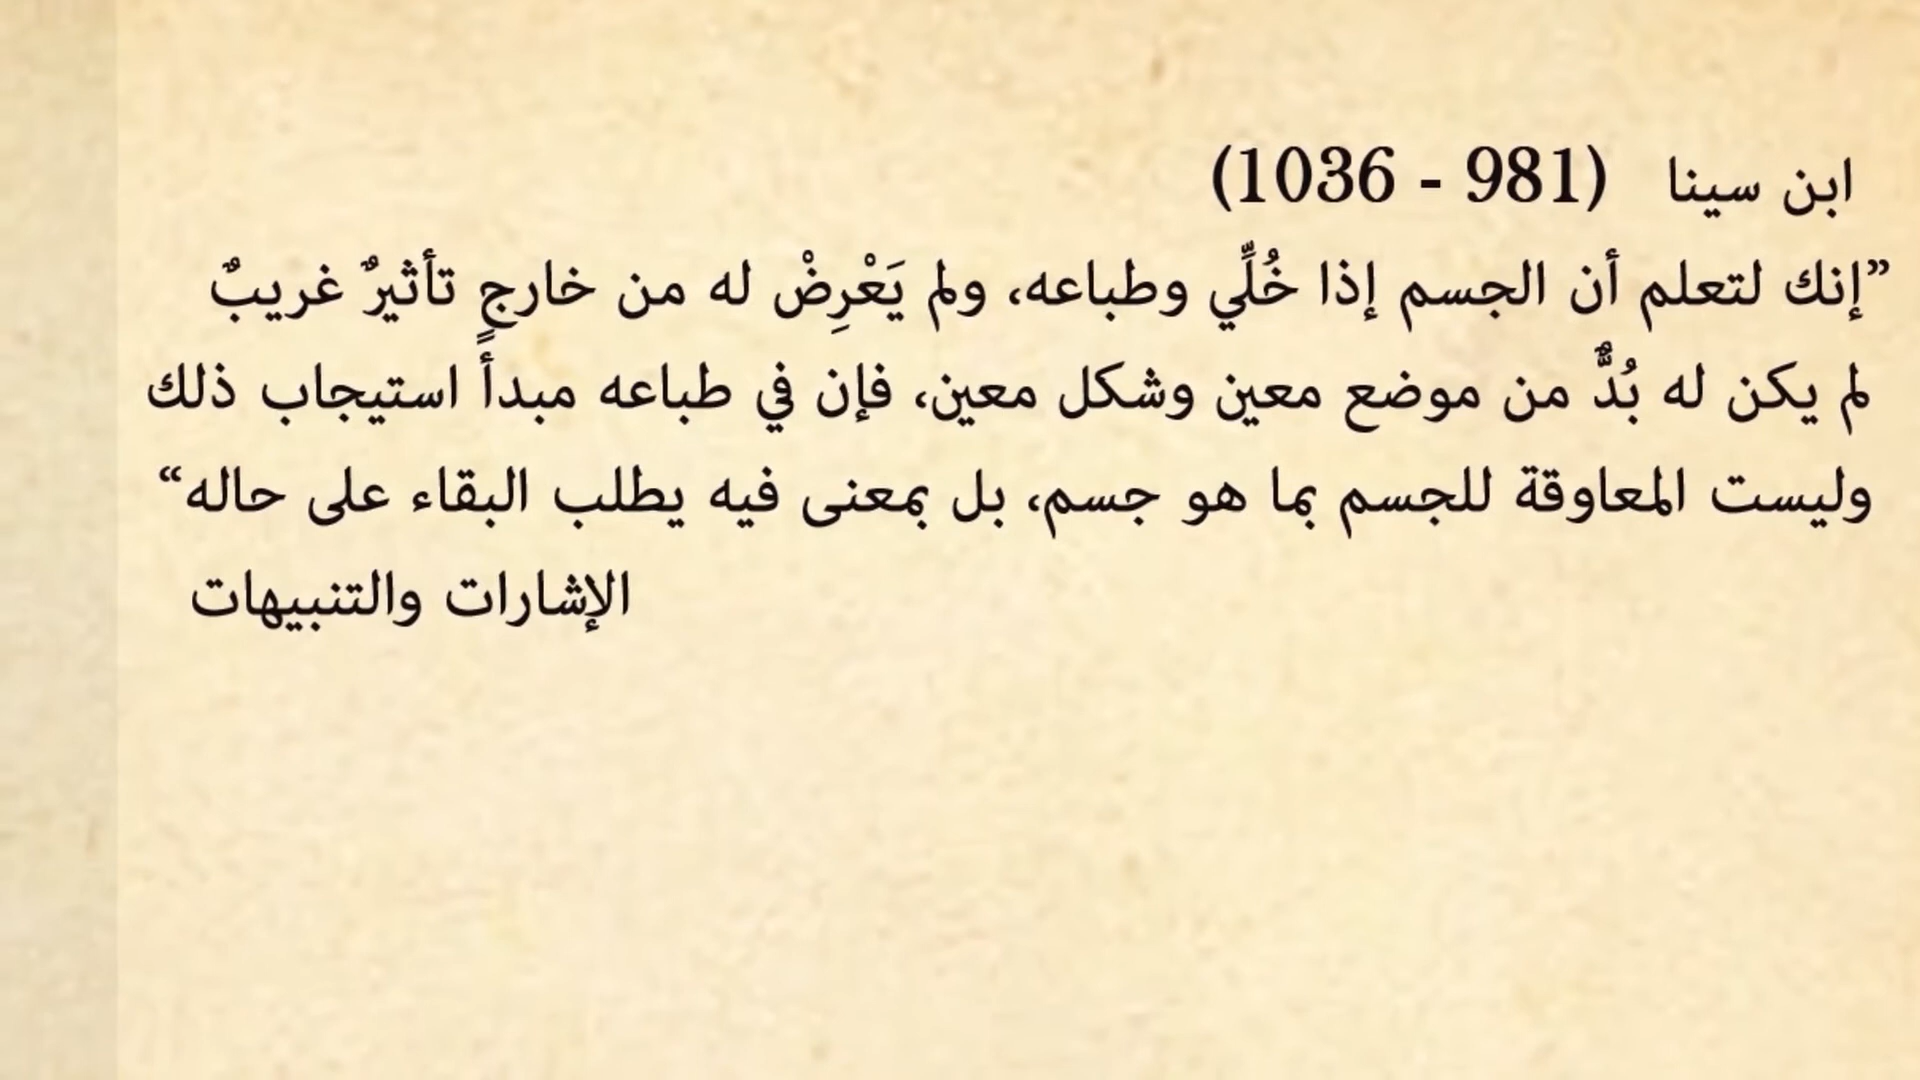 ابن سينا (981 - 1036)
”إنك لتعلم أن الجسم إذا خُلِّي وطباعه، ولم يَعْرِضْ له من خارجٍ تأثيرٌ غريبٌ
لم يكن له بُدٌّ من موضع معين وشكل معين، فإن في طباعه مبدأً استيجاب ذلك
وليست المعاوقة للجسم بما هو جسم، بل بمعنى فيه يطلب البقاء على حاله“
الإشارات والتنبيهات